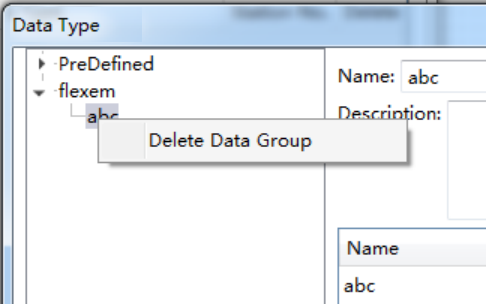 Data Type
PreDefined
flexem
abc
Delete Data Group
Name: abc
Description:
Name
abc